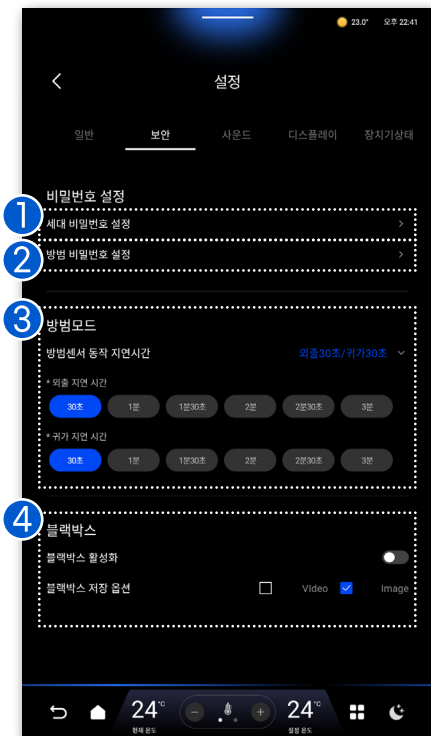 23.0° 오후 22:41
설정
일반 보안 사운드 디스플레이 장치기상태
비밀번호 설정
1 세대 비밀번호 설정
2 방범 비밀번호 설정
3
방범모드
방범센서 동작 지연시간 외출30초/귀가30초
* 외출 지연 시간
30초 1분 1분30초 2분 2분30초 3분
* 귀가 지연 시간
30초 1분 1분30초 2분 2분30초 3분
4
블랙박스
블랙박스 활성화
블랙박스 저장 옵션 VIdeo Image
24°C 24°C
현재 온도 설정 온도